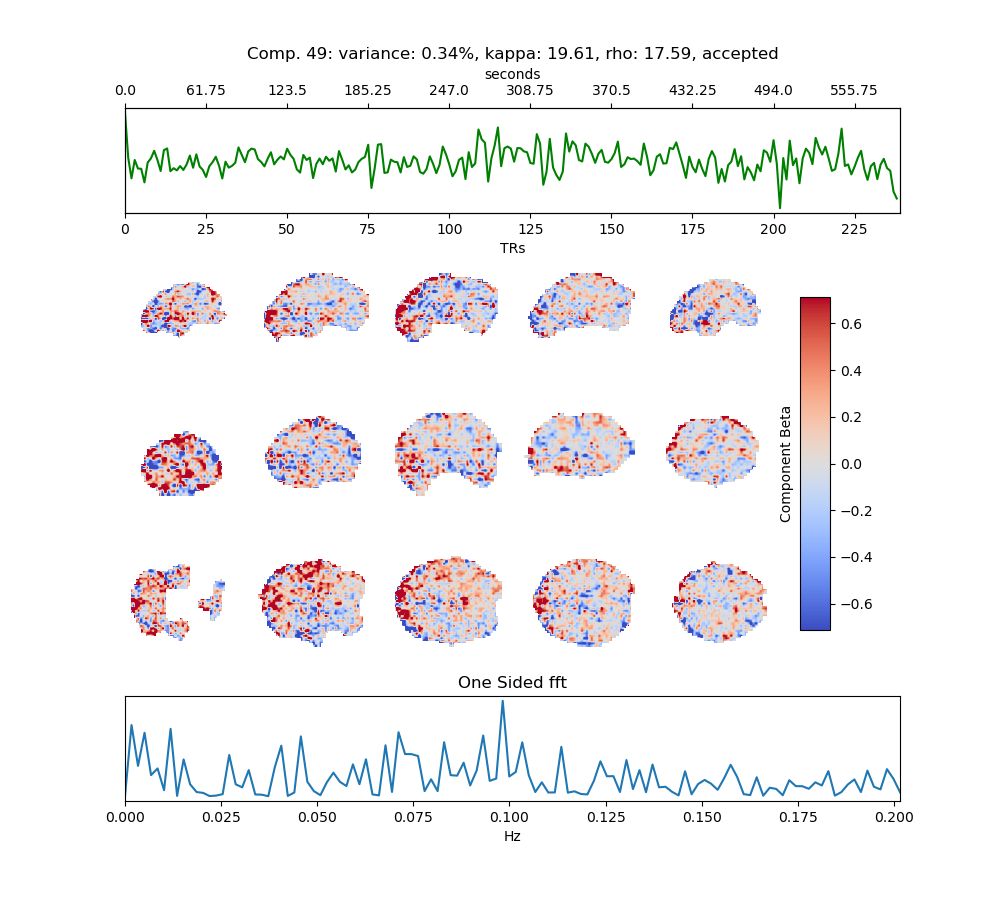 Comp. 49: variance: 0.34%, kappa: 19.61, rho: 17.59, accepted
seconds
0.0 61.75 123.5 185.25 247.0 308.75 370.5 432.25 494.0 555.75
0 25 50 75 100 125 150 175 200 225
TRs
0.6
0.4
0.2
0.0
−0.2
−0.4
−0.6
Component Beta
One Sided fft
0.000 0.025 0.050 0.075 0.100 0.125 0.150 0.175 0.200
Hz